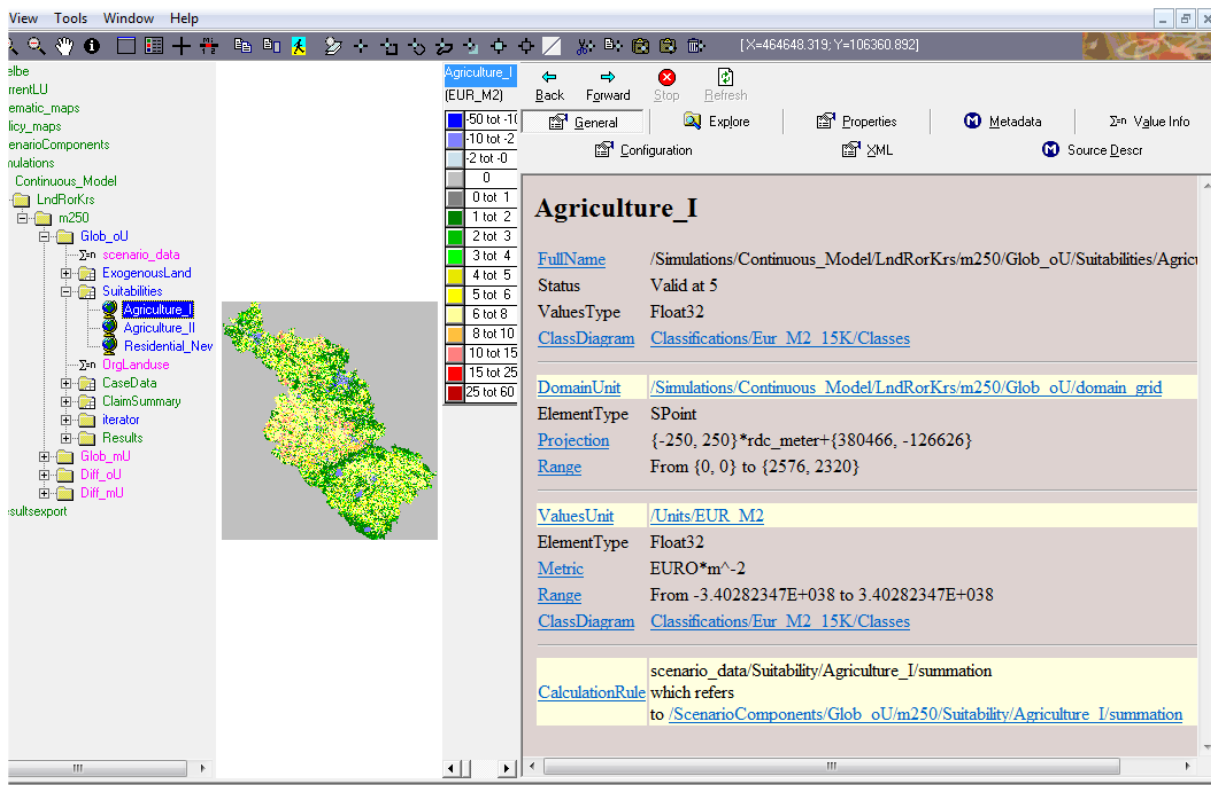 View Tools Window Help
[X=464648.319; Y=106360.892]
elbe
rrentLU
ematic_maps
licy_maps
enarioComponents
nulations
Continuous_Model
LndRorKrs
m250
Glob_oU
Σ=n scenario_data
ExogenousLand
Suitabilities
Agriculture_I
Agriculture_II
Residential_Nev
Σ=n OrgLanduse
CaseData
ClaimSummary
iterator
Results
Glob_mU
Diff_oU
Diff_mU
esultsexport
Agriculture_I
(EUR_M2)
-50 tot -1(
-10 tot -2
-2 tot -0
0
0 tot 1
1 tot 2
2 tot 3
3 tot 4
4 tot 5
5 tot 6
6 tot 8
8 tot 10
10 tot 15
15 tot 25
25 tot 60
Back Forward Stop Refresh
General Explore Properties Metadata Σ=n Value Info
Configuration XML Source Descr
Agriculture_I
FullName /Simulations/Continuous_Model/LndRorKrs/m250/Glob_oU/Suitabilities/Agricu
Status Valid at 5
ValuesType Float32
ClassDiagram Classifications/Eur_M2_15K/Classes
DomainUnit /Simulations/Continuous_Model/LndRorKrs/m250/Glob_oU/domain_grid
ElementType SPoint
Projection {-250, 250}*rdc_meter+{380466, -126626}
Range From {0, 0} to {2576, 2320}
ValuesUnit /Units/EUR_M2
ElementType Float32
Metric EURO*m^-2
Range From -3.40282347E+038 to 3.40282347E+038
ClassDiagram Classifications/Eur_M2_15K/Classes
scenario_data/Suitability/Agriculture_I/summation
CalculationRule which refers
to /ScenarioComponents/Glob_oU/m250/Suitability/Agriculture_I/summation